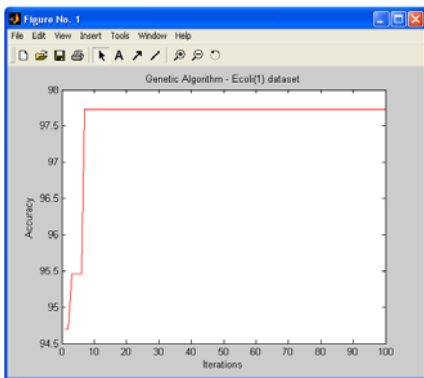 Figure No. 1
File Edit View Insert Tools Window Help
A
Genetic Algorithm - Ecoli(1) dataset
98
97.5
97
96.5
96
95.5
95
94.5
Accuracy
0 10 20 30 40 50 60 70 80 90 100
Iterations